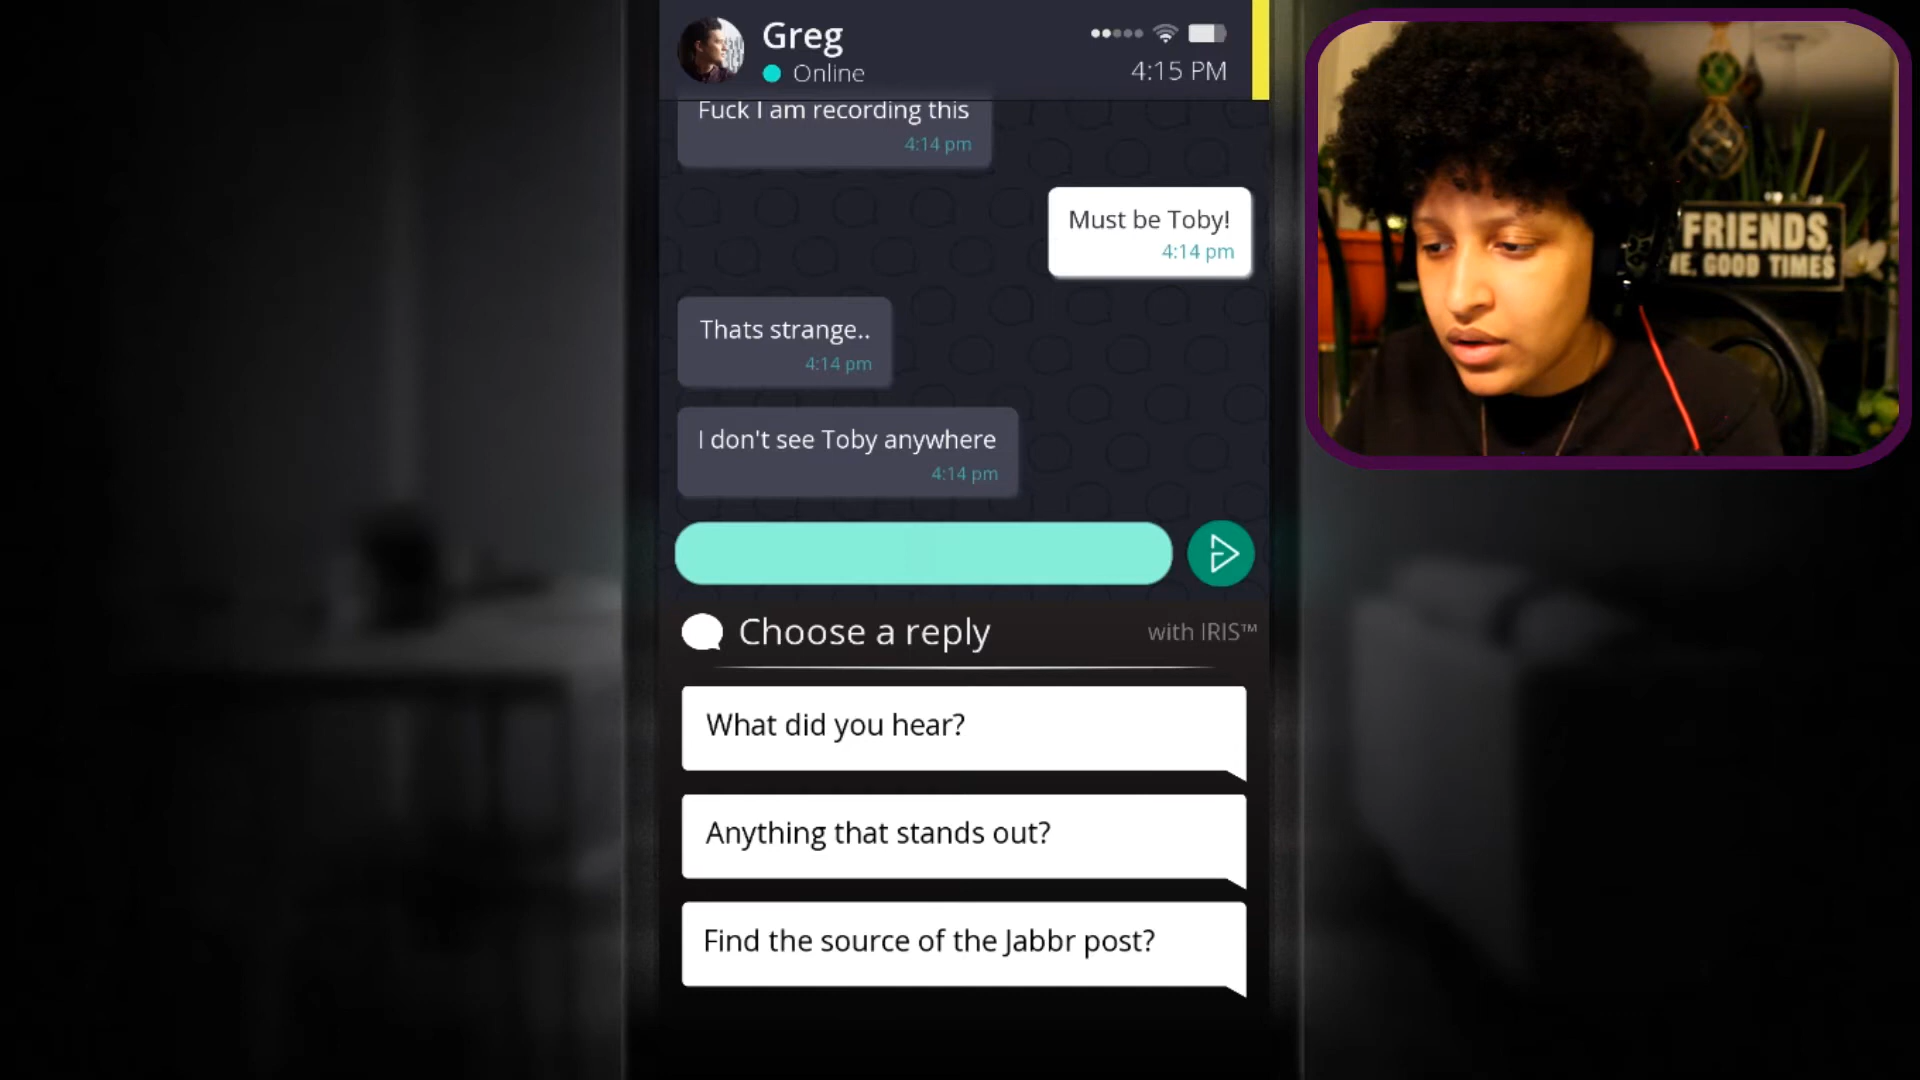 Greg
Online
4:15 PM
Fuck I am recording this
4:14 pm
Must be Toby!
4:14 pm
Thats strange..
4:14 pm
I don't see Toby anywhere
4:14 pm
Choose a reply
with IRIS™
What did you hear?
Anything that stands out?
Find the source of the Jabbr post?
FRIENDS,
GOOD TIMES